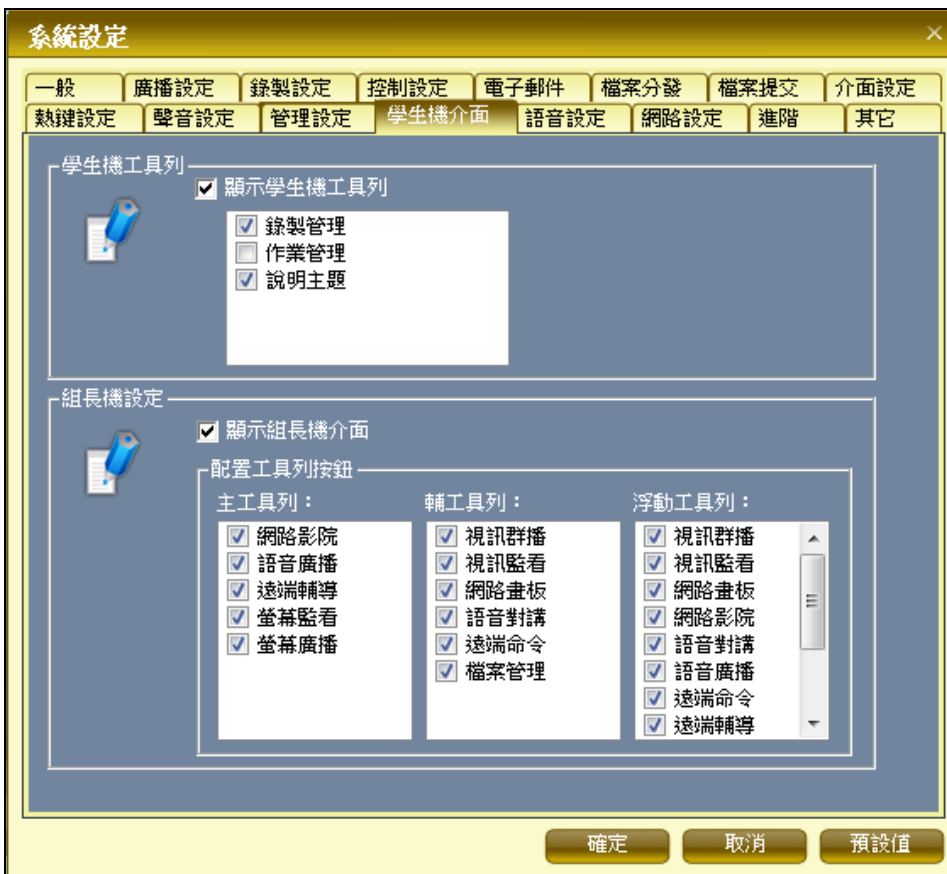 系統設定
一般 廣播設定 錄製設定 控制設定 電子郵件 檔案分發 檔案提交 介面設定
熱鍵設定 聲音設定 管理設定 學生機介面 語音設定 網路設定 進階 其它
學生機工具列
顯示學生機工具列
錄製管理
作業管理
說明主題
組長機設定
顯示組長機介面
配置工具列按鈕
主工具列： 輔工具列： 浮動工具列：
網路影院 視訊群播 視訊群播
語音廣播 視訊監看 視訊監看
遠端輔導 網路畫板 網路畫板
螢幕監看 語音對講 網路影院
螢幕廣播 遠端命令 語音對講
檔案管理 語音廣播
遠端命令
遠端輔導
確定 取消 預設值